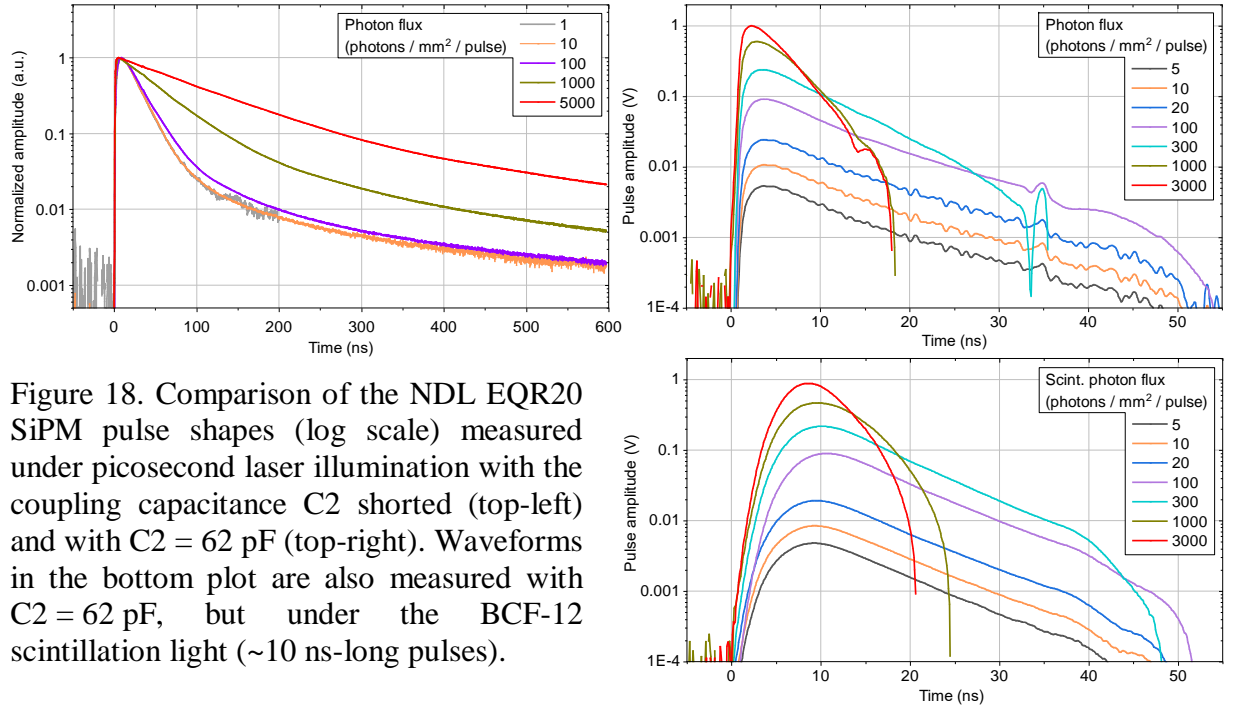 Normalized amplitude (a.u.)
1
0.1
0.01
0.001
Photon flux
(photons / mm² / pulse)
1
10
100
1000
5000
0 100 200 300 400 500 600
Time (ns)
Pulse amplitude (V)
1
0.1
0.01
0.001
1E-4
Photon flux
(photons / mm² / pulse)
5
10
20
100
300
1000
3000
0 10 20 30 40 50
Time (ns)
Figure 18. Comparison of the NDL EQR20
SiPM pulse shapes (log scale) measured
under picosecond laser illumination with the
coupling capacitance C2 shorted (top-left)
and with C2 = 62 pF (top-right). Waveforms
in the bottom plot are also measured with
C2 = 62 pF, but under the BCF-12
scintillation light (~10 ns-long pulses).
Pulse amplitude (V)
1
0.1
0.01
0.001
1E-4
Scint. photon flux
(photons / mm² / pulse)
5
10
20
100
300
1000
3000
0 10 20 30 40 50
Time (ns)